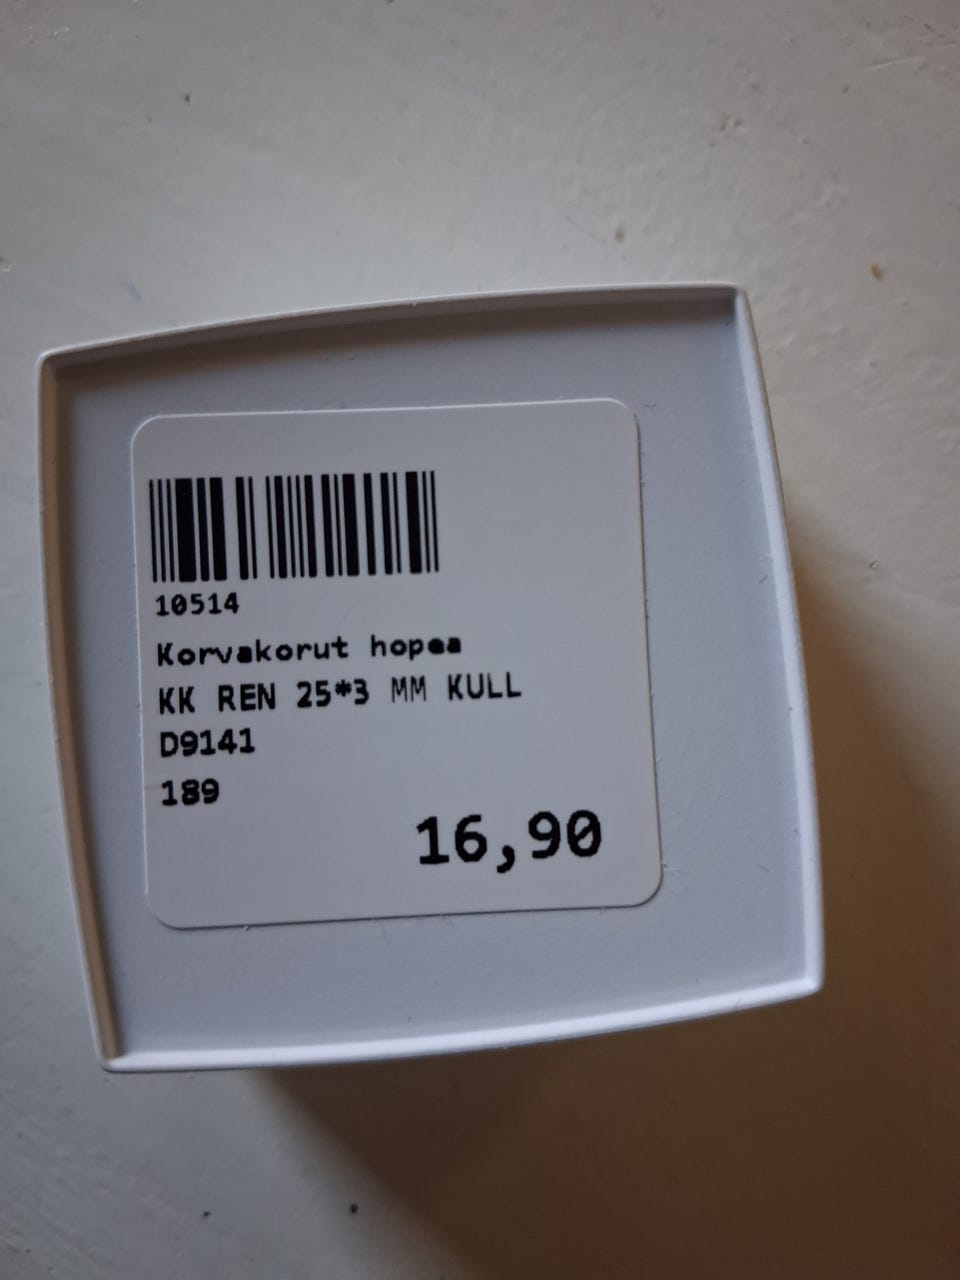 10514
Korvakorut hopea
KK REN 25*3 MM KULL
D9141
189
16,90